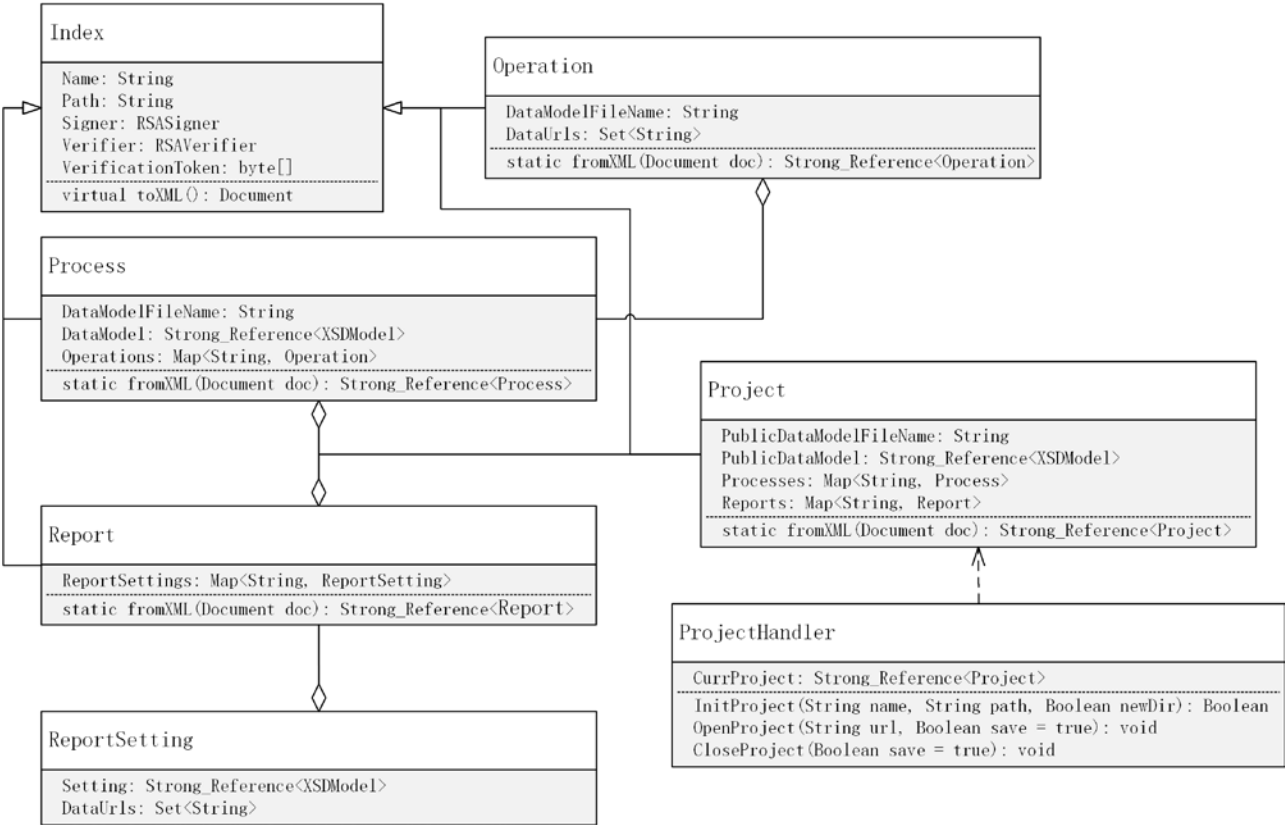 Index
Name: String
Path: String
Signer: RSASigner
Verifier: RSAVerifier
VerificationToken: byte[]
virtual toXML(): Document
Operation
DataModelFileName: String
DataUrls: Set<String>
static fromXML(Document doc): Strong_Reference<Operation>
Process
DataModelFileName: String
DataModel: Strong_Reference<XSDModel>
Operations: Map<String, Operation>
static fromXML(Document doc): Strong_Reference<Process>
Project
PublicDataModelFileName: String
PublicDataModel: Strong_Reference<XSDModel>
Processes: Map<String, Process>
Reports: Map<String, Report>
static fromXML(Document doc): Strong_Reference<Project>
Report
ReportSettings: Map<String, ReportSetting>
static fromXML(Document doc): Strong_Reference<Report>
ProjectHandler
CurrProject: Strong_Reference<Project>
InitProject(String name, String path, Boolean newDir): Boolean
OpenProject(String url, Boolean save = true): void
CloseProject(Boolean save = true): void
ReportSetting
Setting: Strong_Reference<XSDModel>
DataUrls: Set<String>